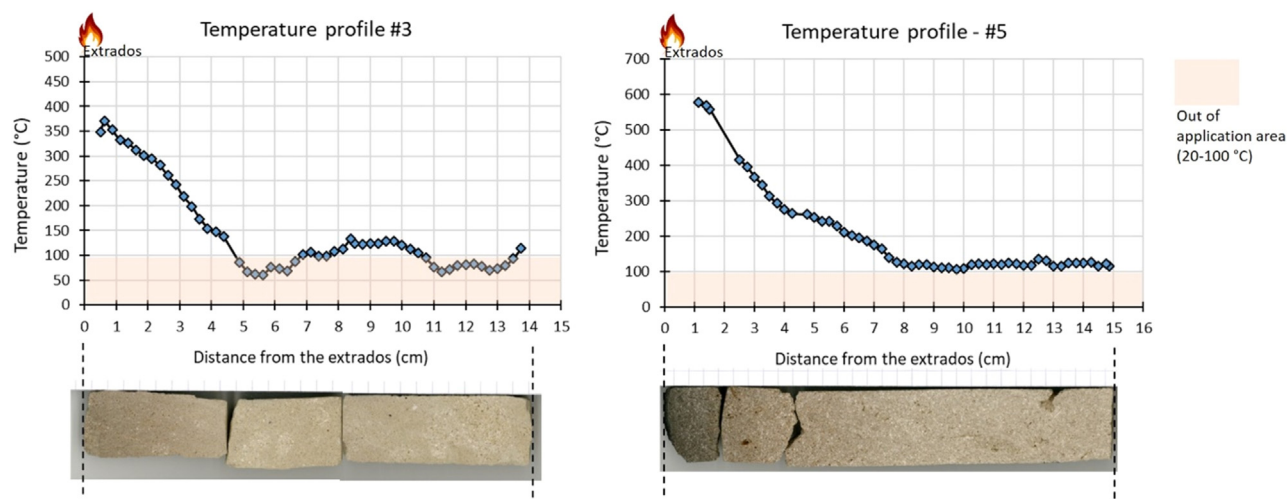 Temperature profile #3
Extrados
Temperature (°C)
500
450
400
350
300
250
200
150
100
50
0
0 1 2 3 4 5 6 7 8 9 10 11 12 13 14 15
Distance from the extrados (cm)
Temperature profile - #5
Extrados
Temperature (°C)
700
600
500
400
300
200
100
0
0 1 2 3 4 5 6 7 8 9 10 11 12 13 14 15 16
Distance from the extrados (cm)
Out of
application area
(20-100 °C)